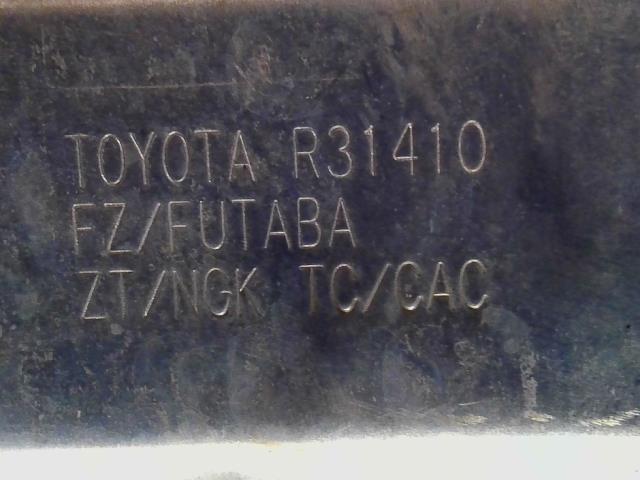 TOYOTA R31410
FZ/FUTABA
ZT/NGK TC/CAC